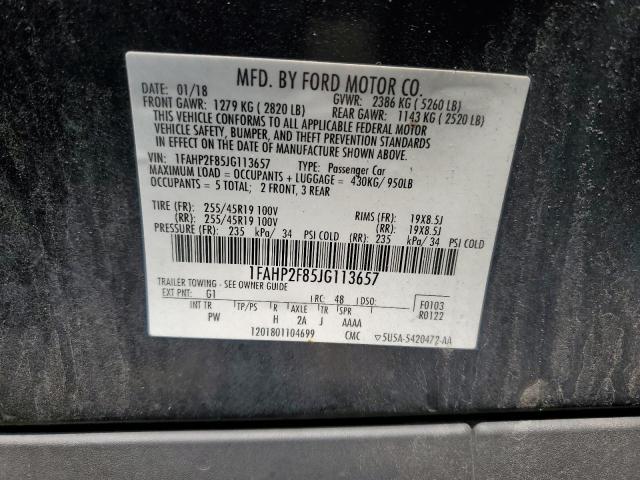 MFD. BY FORD MOTOR CO.
DATE: 01/18 GVWR: 2386 KG ( 5260 LB)
FRONT GAWR: 1279 KG ( 2820 LB) REAR GAWR: 1143 KG ( 2520 LB)
THIS VEHICLE CONFORMS TO ALL APPLICABLE FEDERAL MOTOR
VEHICLE SAFETY, BUMPER, AND THEFT PREVENTION STANDARDS
IN EFFECT ON THE DATE OF MANUFACTURE SHOWN ABOVE.
VIN: 1FAHP2F85JG113657 TYPE: Passenger Car
MAXIMUM LOAD = OCCUPANTS + LUGGAGE = 430KG/ 950LB
OCCUPANTS = 5 TOTAL; 2 FRONT, 3 REAR
TIRE (FR): 255/45R19 100V RIMS (FR): 19X8.5J
(RR): 255/45R19 100V (RR): 19X8.5J
PRESSURE (FR): 235 kPa/ 34 PSI COLD (RR): 235 kPa/ 34 PSI COLD
1FAHP2F85JG113657
TRAILER TOWING - SEE OWNER GUIDE
EXT PNT: G1 RC: 48 DSO: F0103
INT TR TP/PS R AXLE TR SPR R0122
PW H 2A J AAAA
1201801104699 CMC ▽5U5A-5420472-AA